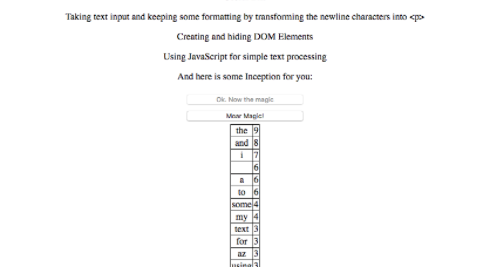 Taking text input and keeping some formatting by transforming the newline characters into <p>
Creating and hiding DOM Elements
Using JavaScript for simple text processing
And here is some Inception for you:
Ok. Now the magic
Moar Magic!
the 9
and 8
i 7
6
a 6
to 6
some 4
my 4
text 3
for 3
az 3
using 3